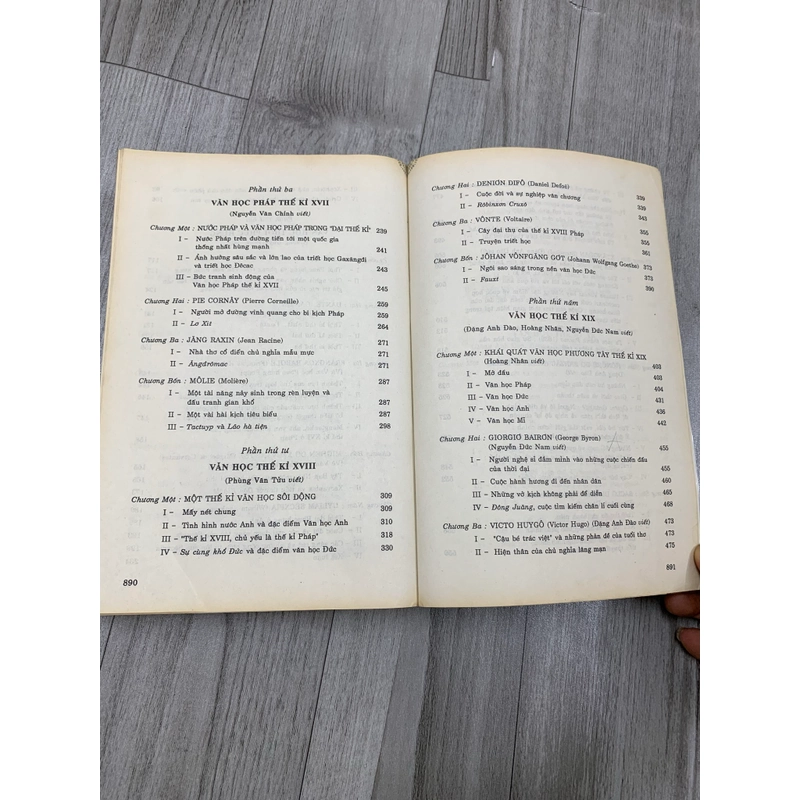 Phần thứ ba
VĂN HỌC PHÁP THẾ KỈ XVII
(Nguyễn Văn Chính viết)
Chương Một : NƯỚC PHÁP VÀ VĂN HỌC PHÁP TRONG "ĐẠI THẾ KỈ" 239
I – Nước Pháp trên đường tiến tới một quốc gia
thống nhất hùng mạnh 241
II – Ảnh hưởng sâu sắc và lớn lao của triết học Gaxăngđi
và triết học Đêcac 243
III – Bức tranh sinh động của
Văn học Pháp thế kỉ XVII 245
Chương Hai : PIE CORNÂY (Pierre Corneille) 259
I – Người mở đường vinh quang cho bi kịch Pháp 259
II – Lơ Xit 264
Chương Ba : JĂNG RAXIN (Jean Racine) 271
I – Nhà thơ cổ điển chủ nghĩa mẫu mực 271
II – Ăngđrômac 271
Chương Bốn : MÔLIE (Molière) 287
I – Một tài năng nảy sinh trong rèn luyện và
đấu tranh gian khổ 287
II – Một vài hài kịch tiêu biểu 287
III – Tactuyp và Lão hà tiện 298
Phần thứ tư
VĂN HỌC THẾ KỈ XVIII
(Phùng Văn Tửu viết)
Chương Một : MỘT THẾ KỈ VĂN HỌC SÔI ĐỘNG 309
I – Mấy nét chung 309
II – Tình hình nước Anh và đặc điểm Văn học Anh 310
III – "Thế kỉ XVIII, chủ yếu là thế kỉ Pháp" 318
IV – Sự cùng khổ Đức và đặc điểm văn học Đức 330
890
Chương Hai : DENIƠN DIFÔ (Daniel Defoë) 339
I – Cuộc đời và sự nghiệp văn chương 339
II – Rôbinxơn Cruxô 343
Chương Ba : VÔNTE (Voltaire) 355
I – Cây đại thụ của thế kỉ XVIII Pháp 355
II – Truyện triết học 361
Chương Bốn : JÔHAN VÔNFGĂNG GƠT (Johann Wolfgang Goethe) 373
I – Ngôi sao sáng trong nền văn học Đức 373
II – Fauxt 390
Phần thứ năm
VĂN HỌC THẾ KỈ XIX
(Đặng Anh Đào, Hoàng Nhân, Nguyễn Đức Nam viết)
Chương Một : KHÁI QUÁT VĂN HỌC PHƯƠNG TÂY THẾ KỈ XIX
(Hoàng Nhân viết) 403
I – Mở đầu 403
II – Văn học Pháp 404
III – Văn học Đức 431
IV – Văn học Anh 436
V – Văn học Mĩ 442
Chương Hai : GIORGIƠ BAIRƠN (George Byron)
(Nguyễn Đức Nam viết) 455
I – Người nghệ sĩ đắm mình vào những cuộc chiến đấu
của thời đại 455
II – Cuộc hành hương đi đến nhân dân 460
III – Những vở kịch không phải để diễn 465
IV – Đông Juăng, cuộc tìm kiếm chân lí cuối cùng 468
Chương Ba : VICTO HUYGÔ (Victor Hugo) (Đặng Anh Đào viết) 473
I – "Cậu bé trác việt" và những phản đề của tuổi thơ 473
II – Hiện thân của chủ nghĩa lãng mạn 475
891